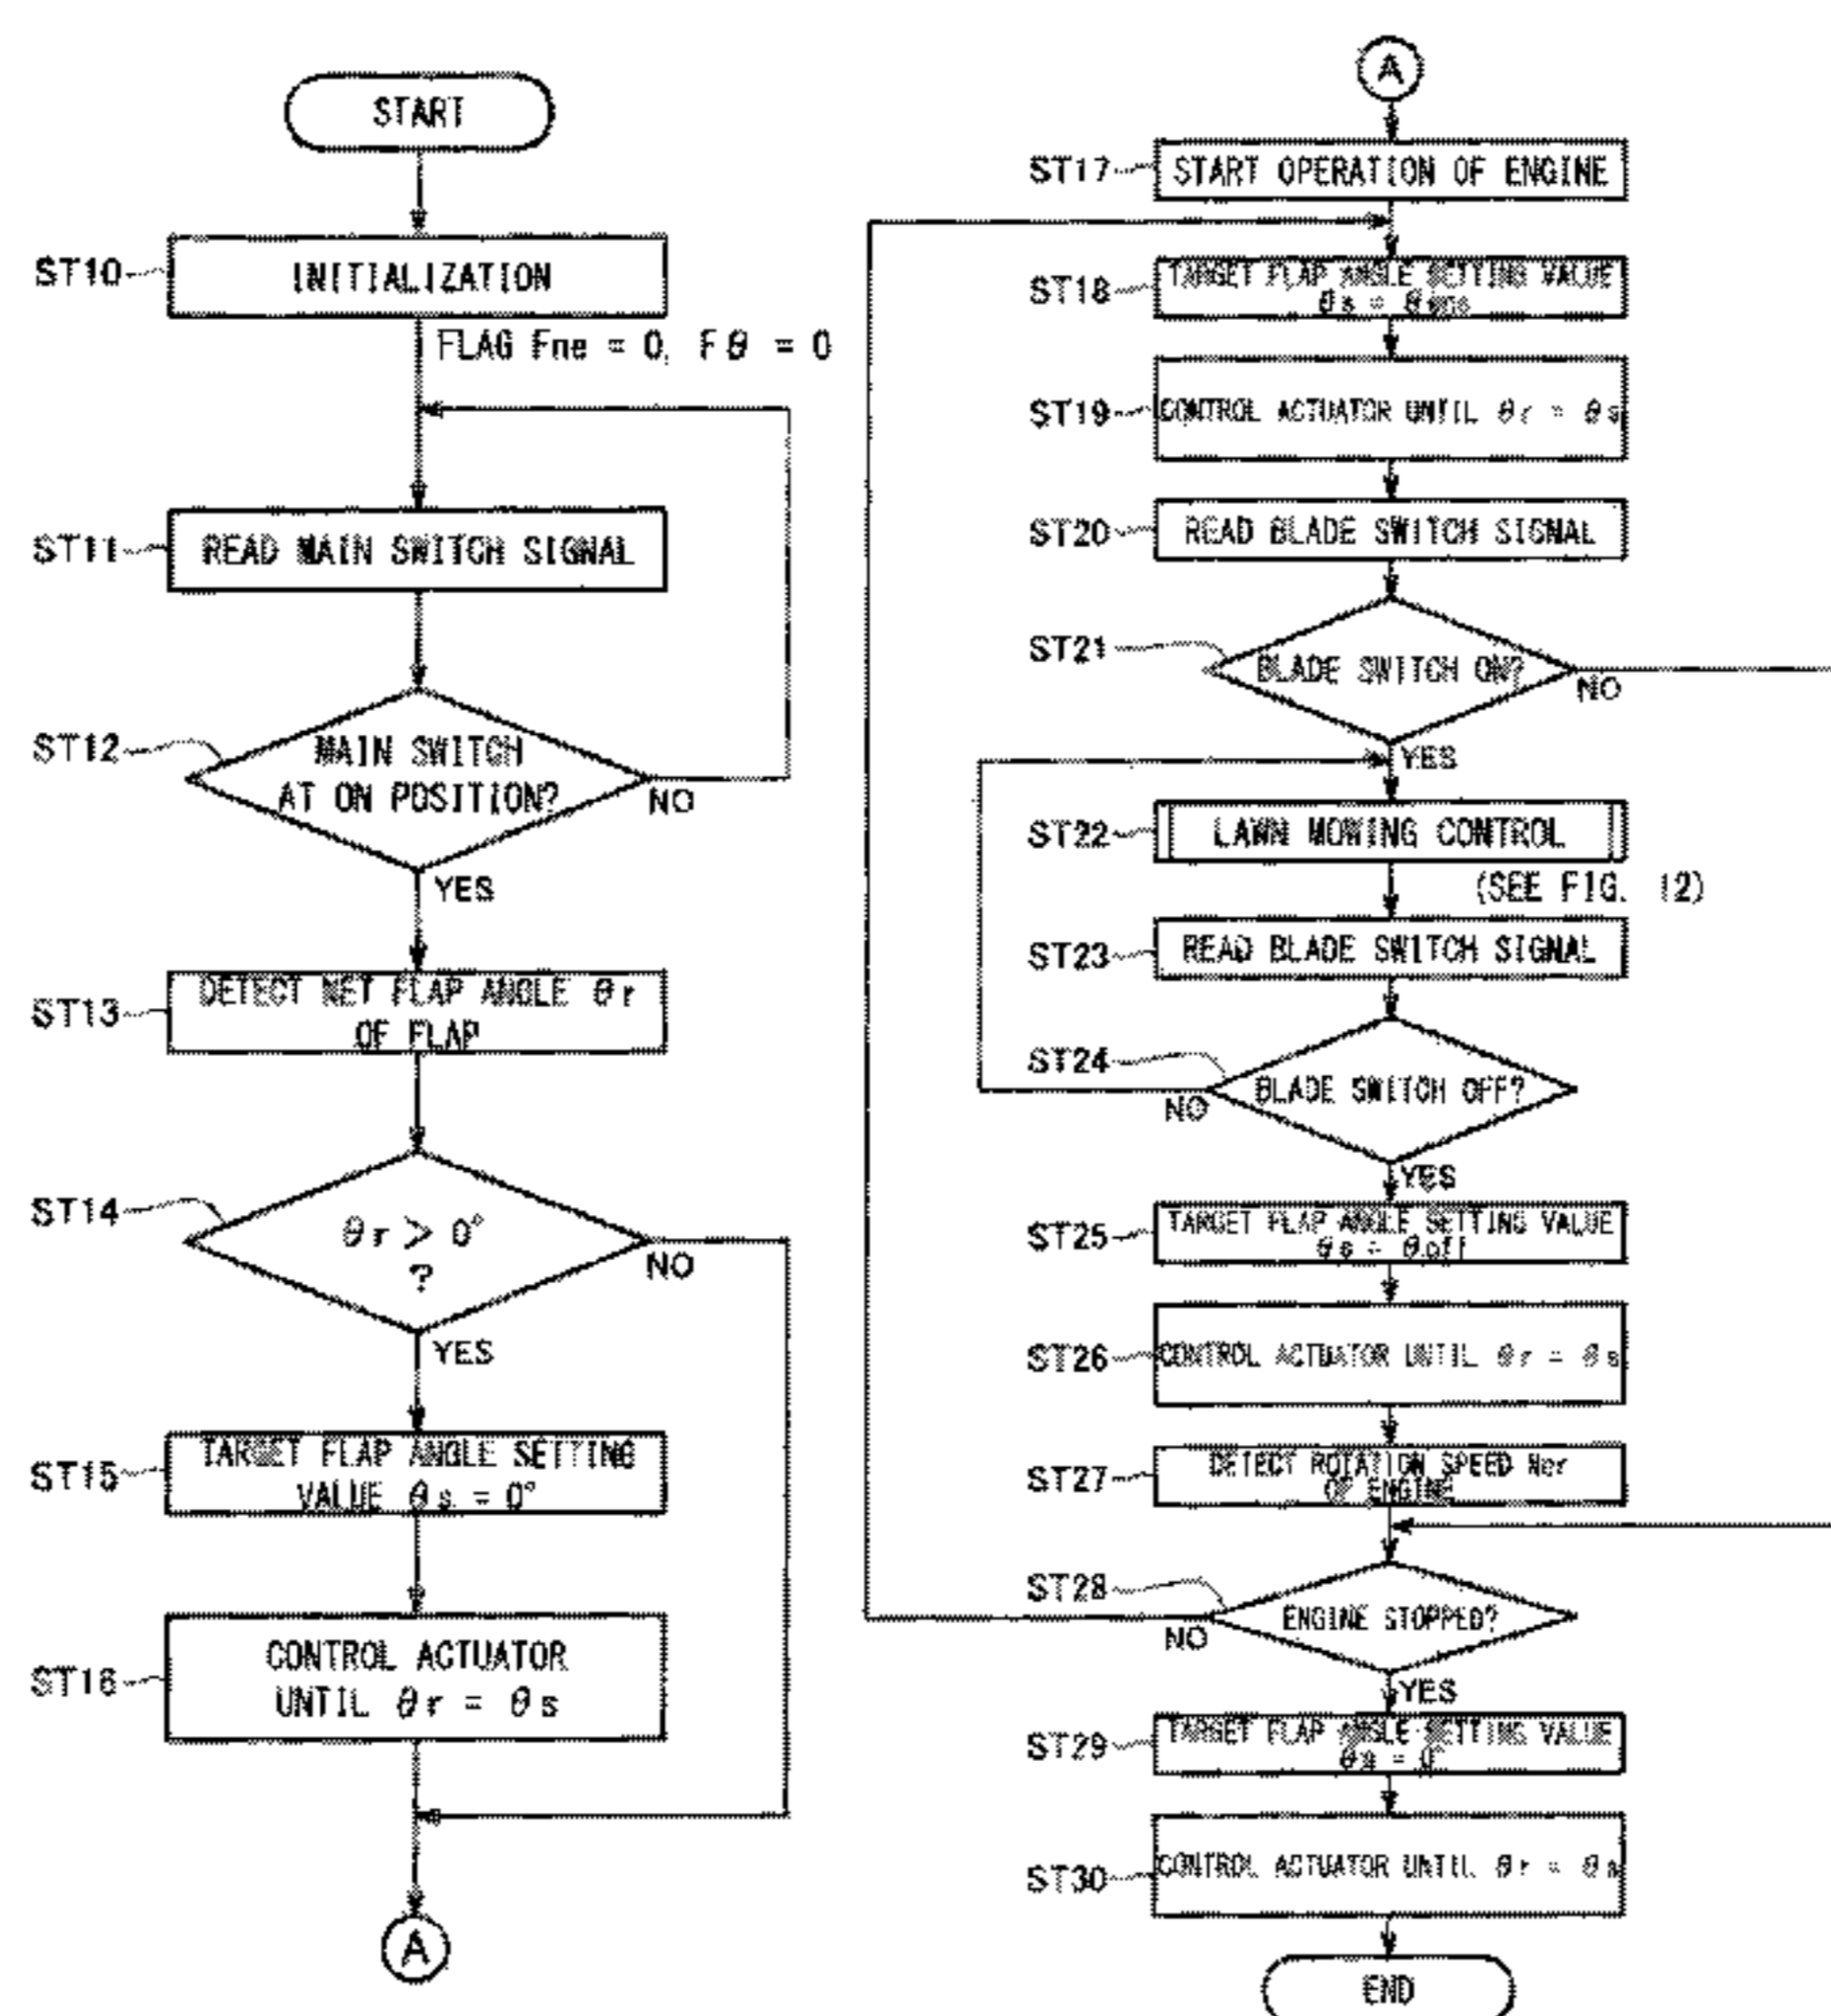 START
ST10
INITIALIZATION
FLAG Fne = 0, Fθ = 0
ST11
READ MAIN SWITCH SIGNAL
ST12
MAIN SWITCH
AT ON POSITION?
NO
YES
ST13
DETECT NET FLAP ANGLE θr
OF FLAP
ST14
θr > 0°
?
NO
YES
ST15
TARGET FLAP ANGLE SETTING
VALUE θs = 0°
ST16
CONTROL ACTUATOR
UNTIL θr = θs
A
A
ST17
START OPERATION OF ENGINE
ST18
TARGET FLAP ANGLE SETTING VALUE
θs =
ST19
CONTROL ACTUATOR UNTIL θr = θs
ST20
READ BLADE SWITCH SIGNAL
ST21
BLADE SWITCH ON?
NO
YES
ST22
LAWN MOWING CONTROL
(SEE FIG. 12)
ST23
READ BLADE SWITCH SIGNAL
ST24
BLADE SWITCH OFF?
NO
YES
ST25
TARGET FLAP ANGLE SETTING VALUE
θs = θoff
ST26
CONTROL ACTUATOR UNTIL θr = θs
ST27
DETECT ROTATION SPEED Ner
OF ENGINE
ST28
ENGINE STOPPED?
NO
YES
ST29
TARGET FLAP ANGLE SETTING VALUE
θs = 0°
ST30
CONTROL ACTUATOR UNTIL θr = θs
END